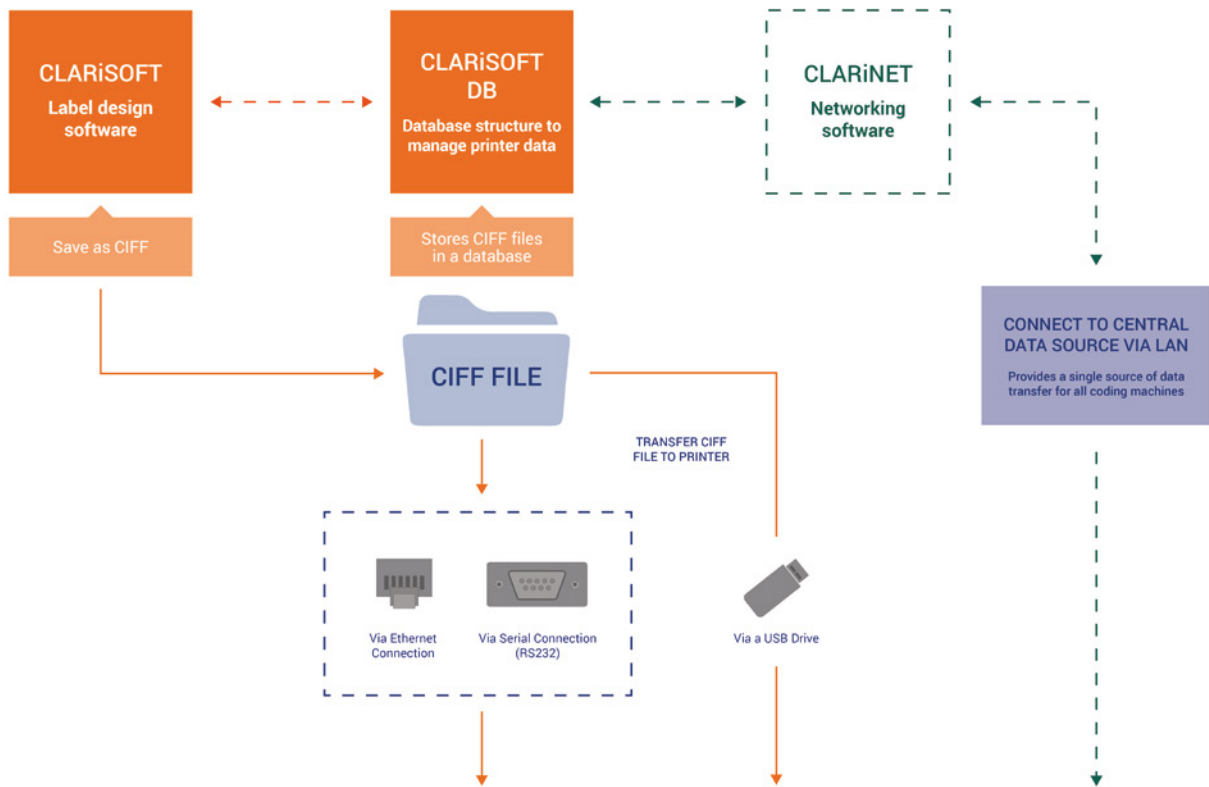 CLARiSOFT
Label design
software
CLARiSOFT
DB
Database structure to
manage printer data
CLARiNET
Networking
software
Save as CIFF
Stores CIFF files
in a database
CONNECT TO CENTRAL
DATA SOURCE VIA LAN
Provides a single source of data
transfer for all coding machines
CIFF FILE
TRANSFER CIFF
FILE TO PRINTER
Via Ethernet
Connection
Via Serial Connection
(RS232)
Via a USB Drive